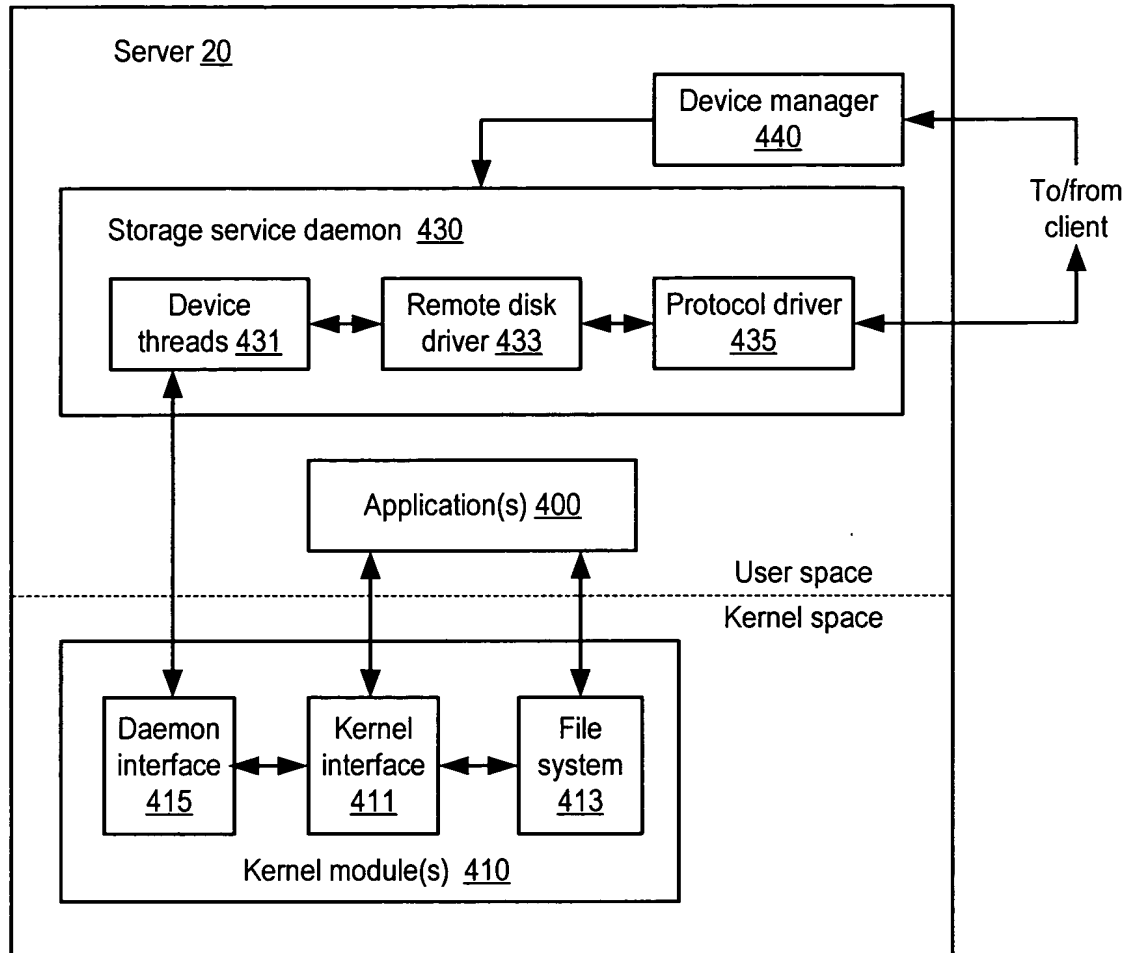 Server 20
Device manager
440
To/from
client
Storage service daemon 430
Device
threads 431
Remote disk
driver 433
Protocol driver
435
Application(s) 400
User space
Kernel space
Daemon
interface
415
Kernel
interface
411
File
system
413
Kernel module(s) 410